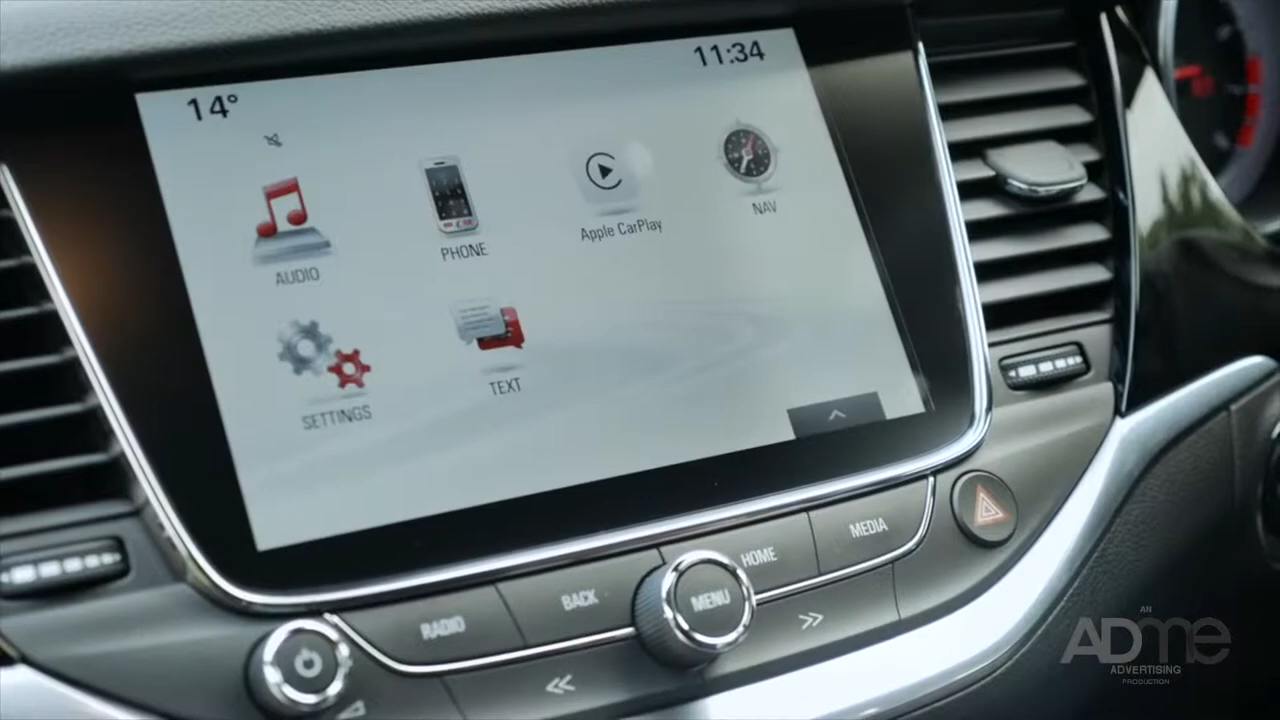 14°
11:34
AUDIO
PHONE
Apple CarPlay
NAV
SETTINGS
TEXT
RADIO
BACK
MENU
HOME
MEDIA
AN
ADme
ADVERTISING
PRODUCTION